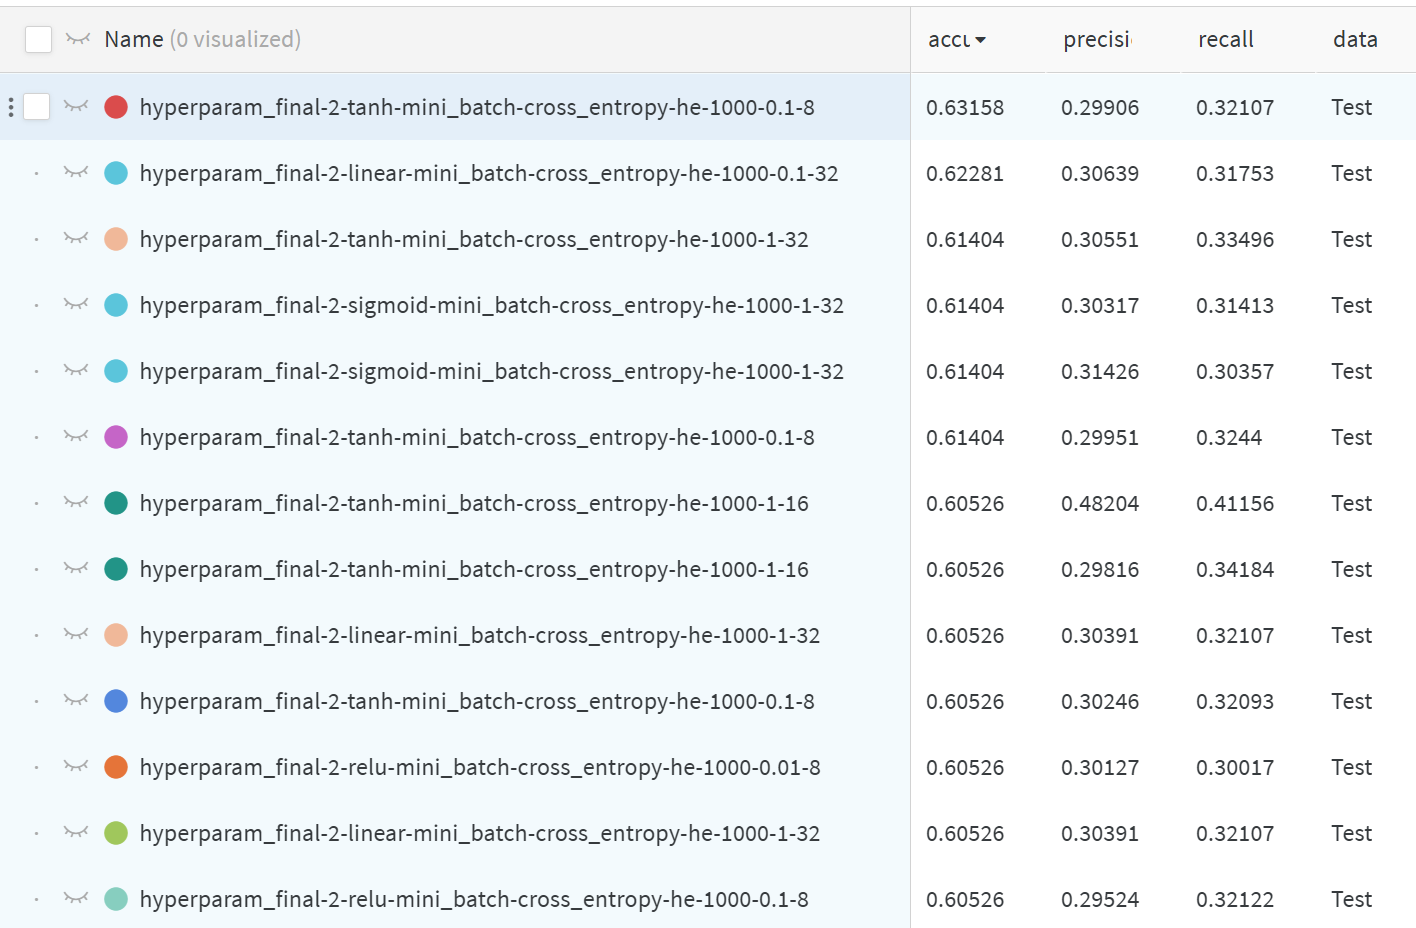 Name (0 visualized) accu precisi recall data
hyperparam_final-2-tanh-mini_batch-cross_entropy-he-1000-0.1-8 0.63158 0.29906 0.32107 Test
hyperparam_final-2-linear-mini_batch-cross_entropy-he-1000-0.1-32 0.62281 0.30639 0.31753 Test
hyperparam_final-2-tanh-mini_batch-cross_entropy-he-1000-1-32 0.61404 0.30551 0.33496 Test
hyperparam_final-2-sigmoid-mini_batch-cross_entropy-he-1000-1-32 0.61404 0.30317 0.31413 Test
hyperparam_final-2-sigmoid-mini_batch-cross_entropy-he-1000-1-32 0.61404 0.31426 0.30357 Test
hyperparam_final-2-tanh-mini_batch-cross_entropy-he-1000-0.1-8 0.61404 0.29951 0.3244 Test
hyperparam_final-2-tanh-mini_batch-cross_entropy-he-1000-1-16 0.60526 0.48204 0.41156 Test
hyperparam_final-2-tanh-mini_batch-cross_entropy-he-1000-1-16 0.60526 0.29816 0.34184 Test
hyperparam_final-2-linear-mini_batch-cross_entropy-he-1000-1-32 0.60526 0.30391 0.32107 Test
hyperparam_final-2-tanh-mini_batch-cross_entropy-he-1000-0.1-8 0.60526 0.30246 0.32093 Test
hyperparam_final-2-relu-mini_batch-cross_entropy-he-1000-0.01-8 0.60526 0.30127 0.30017 Test
hyperparam_final-2-linear-mini_batch-cross_entropy-he-1000-1-32 0.60526 0.30391 0.32107 Test
hyperparam_final-2-relu-mini_batch-cross_entropy-he-1000-0.1-8 0.60526 0.29524 0.32122 Test